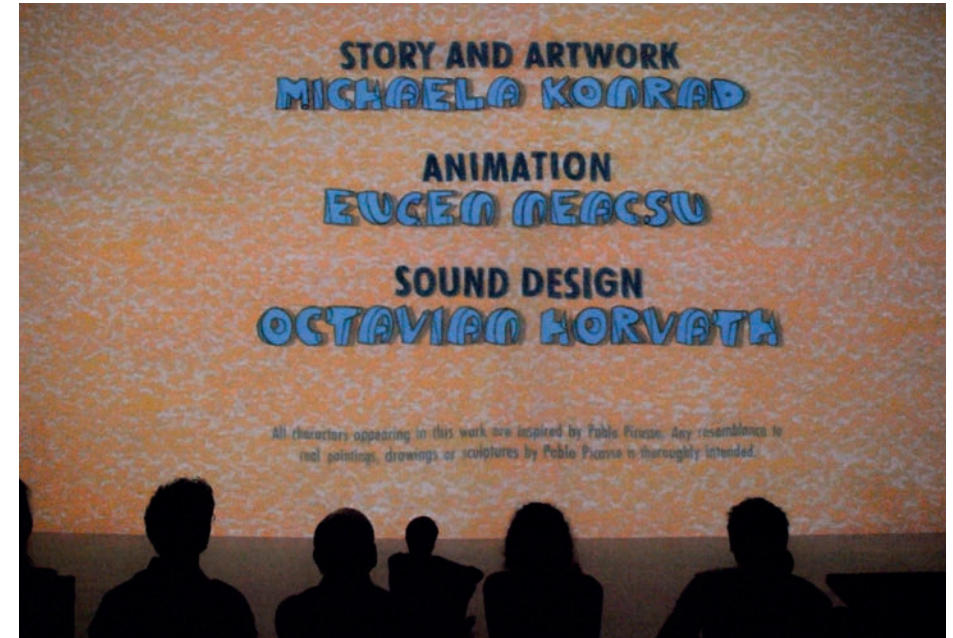 STORY AND ARTWORK
MICHAELA KONRAD
ANIMATION
EUGEN NEACSU
SOUND DESIGN
OCTAVIAN HORVATH
All characters appearing in this work are inspired by Pablo Picasso. Any resemblance to
real paintings, drawings or sculptures by Pablo Picasso is thoroughly intended.